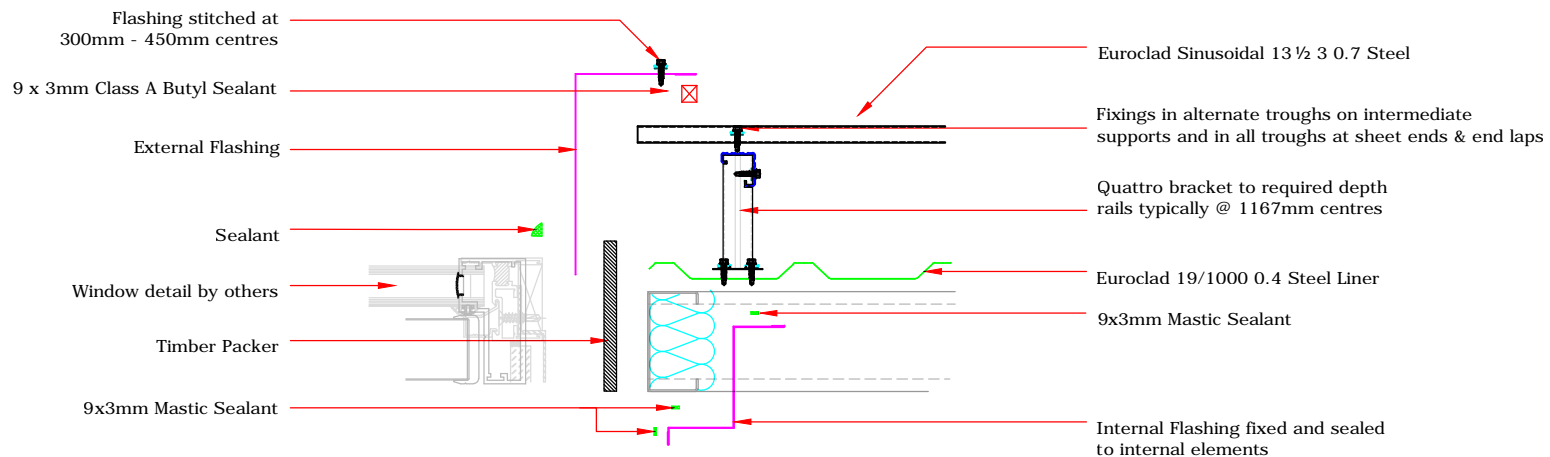 Flashing stitched at
300mm - 450mm centres
9 x 3mm Class A Butyl Sealant
External Flashing
Sealant
Window detail by others
Timber Packer
9x3mm Mastic Sealant
Euroclad Sinusoidal 13 ½ 3 0.7 Steel
Fixings in alternate troughs on intermediate
supports and in all troughs at sheet ends & end laps
Quattro bracket to required depth
rails typically @ 1167mm centres
Euroclad 19/1000 0.4 Steel Liner
9x3mm Mastic Sealant
Internal Flashing fixed and sealed
to internal elements